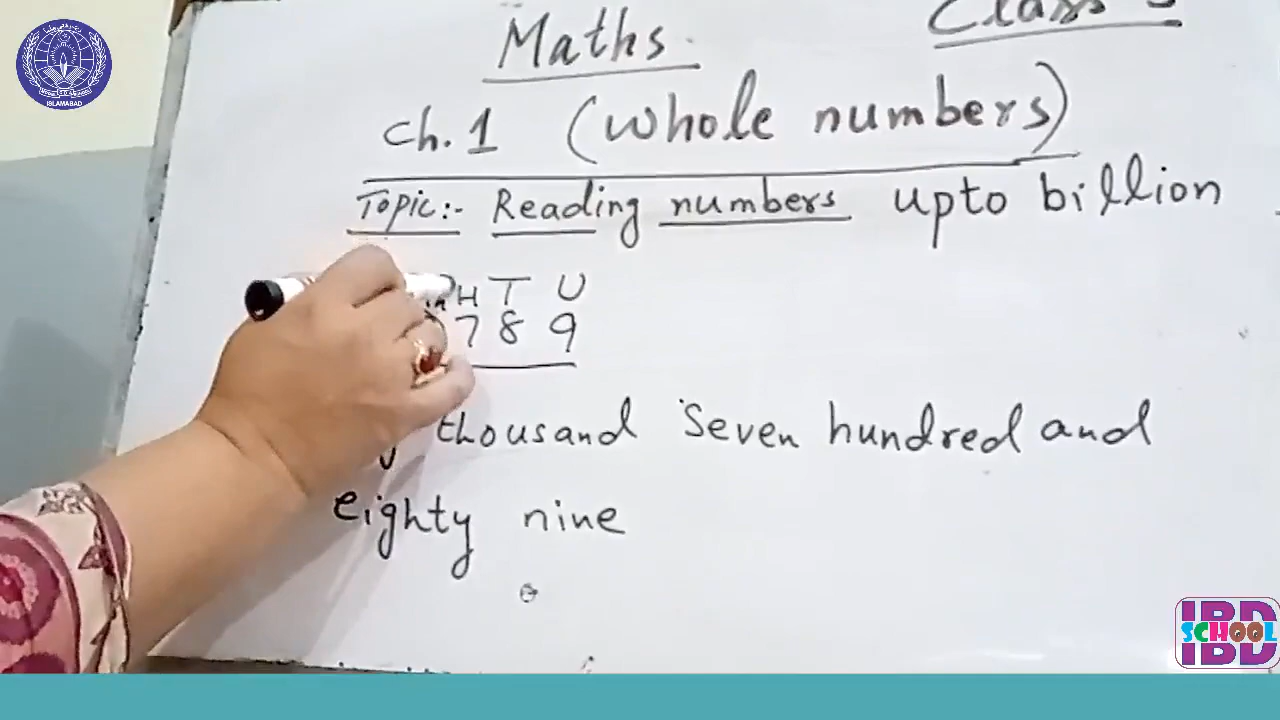 Maths.
Class
Ch.1 (Whole numbers)
Topic:- Reading numbers upto billion
H T U
7 8 9
thousand Seven hundred and
eighty nine
ISLAMABAD
IBD
SCHOOL
IBD